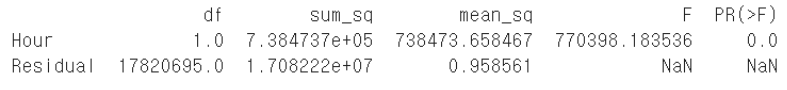 df sum_sq mean_sq F PR(>F)
Hour 1.0 7.384737e+05 738473.658467 770398.183536 0.0
Residual 17820695.0 1.708222e+07 0.958561 NaN NaN